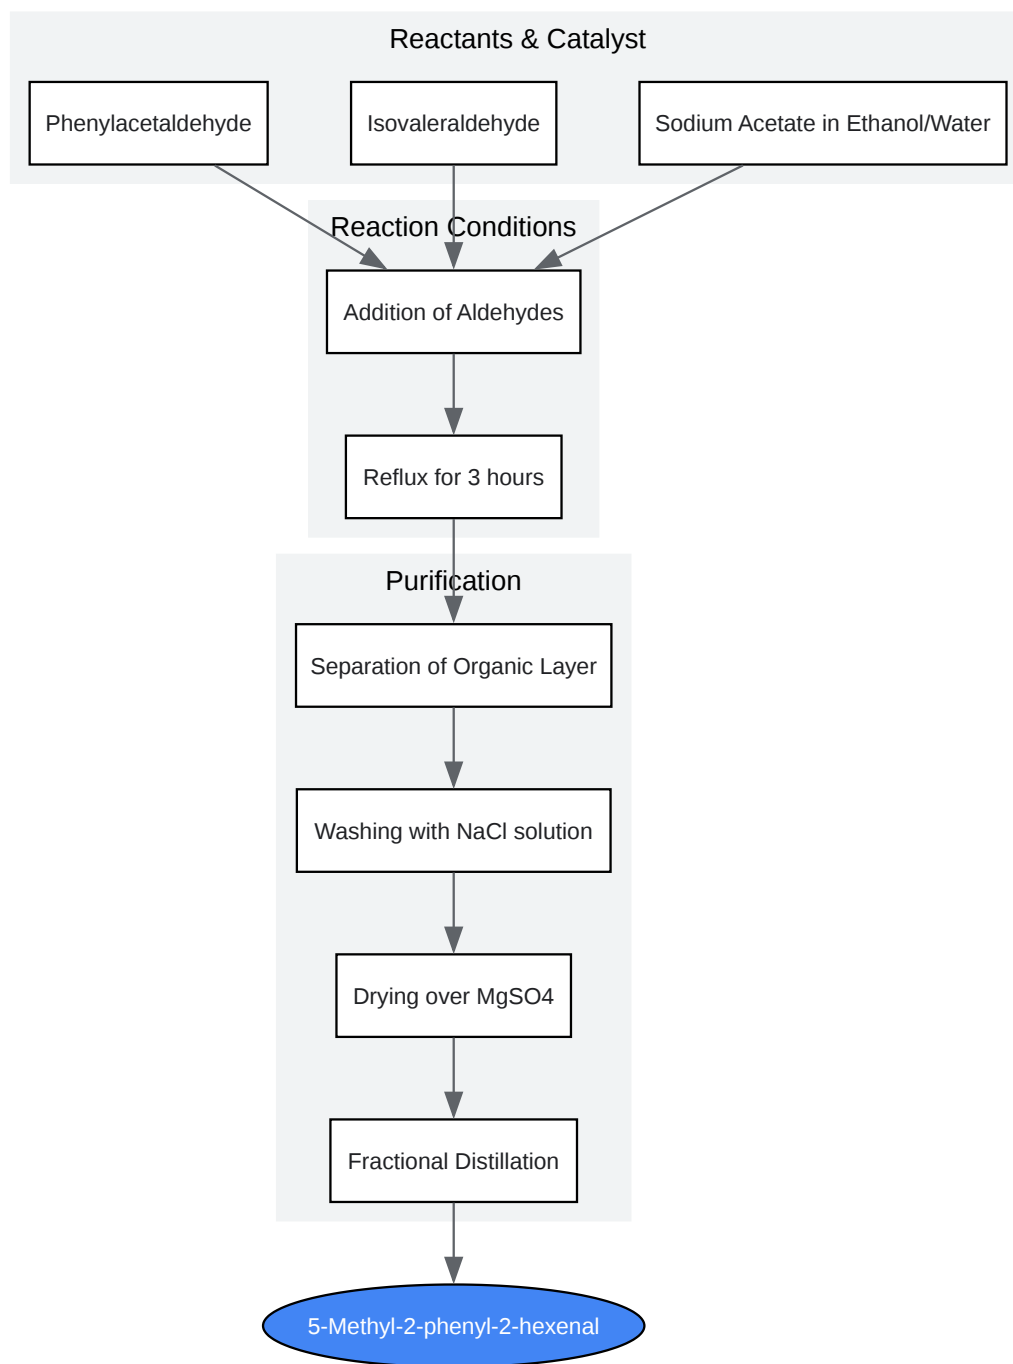 Reactants & Catalyst
Phenylacetaldehyde
Isovaleraldehyde
Sodium Acetate in Ethanol/Water
Reaction Conditions
Addition of Aldehydes
Reflux for 3 hours
Purification
Separation of Organic Layer
Washing with NaCl solution
Drying over MgSO4
Fractional Distillation
5-Methyl-2-phenyl-2-hexenal